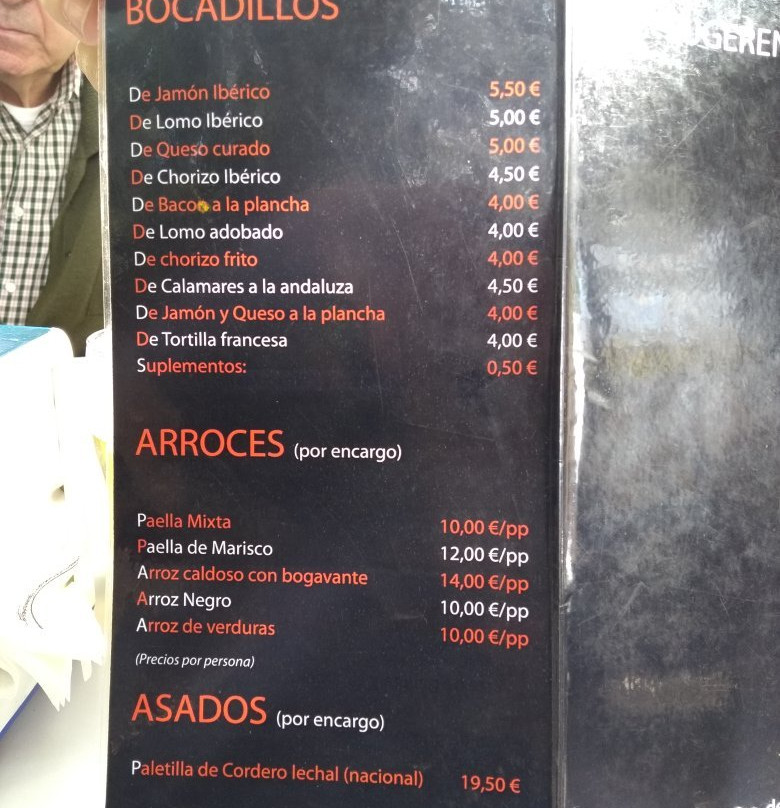 BOCADILLOS
De Jamón Ibérico 5,50 €
De Lomo Ibérico 5,00 €
De Queso curado 5,00 €
De Chorizo Ibérico 4,50 €
De Bacon a la plancha 4,00 €
De Lomo adobado 4,00 €
De chorizo frito 4,00 €
De Calamares a la andaluza 4,50 €
De Jamón y Queso a la plancha 4,00 €
De Tortilla francesa 4,00 €
Suplementos: 0,50 €
ARROCES (por encargo)
Paella Mixta 10,00 €/pp
Paella de Marisco 12,00 €/pp
Arroz caldoso con bogavante 14,00 €/pp
Arroz Negro 10,00 €/pp
Arroz de verduras 10,00 €/pp
(Precios por persona)
ASADOS (por encargo)
Paletilla de Cordero lechal (nacional) 19,50 €